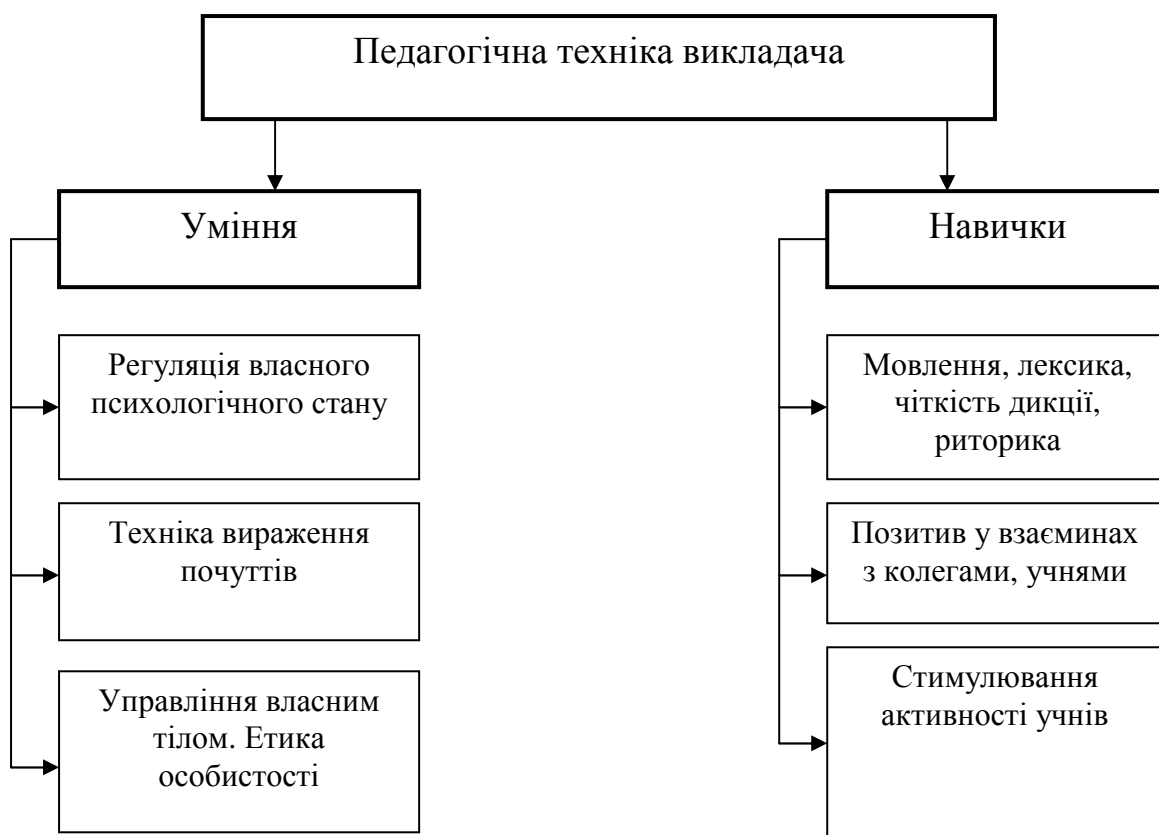 Педагогічна техніка викладача
Уміння
Регуляція власного
психологічного стану
Техніка вираження
почуттів
Управління власним
тілом. Етика
особистості
Навички
Мовлення, лексика,
чіткість дикції,
риторика
Позитив у взаєминах
з колегами, учнями
Стимулювання
активності учнів